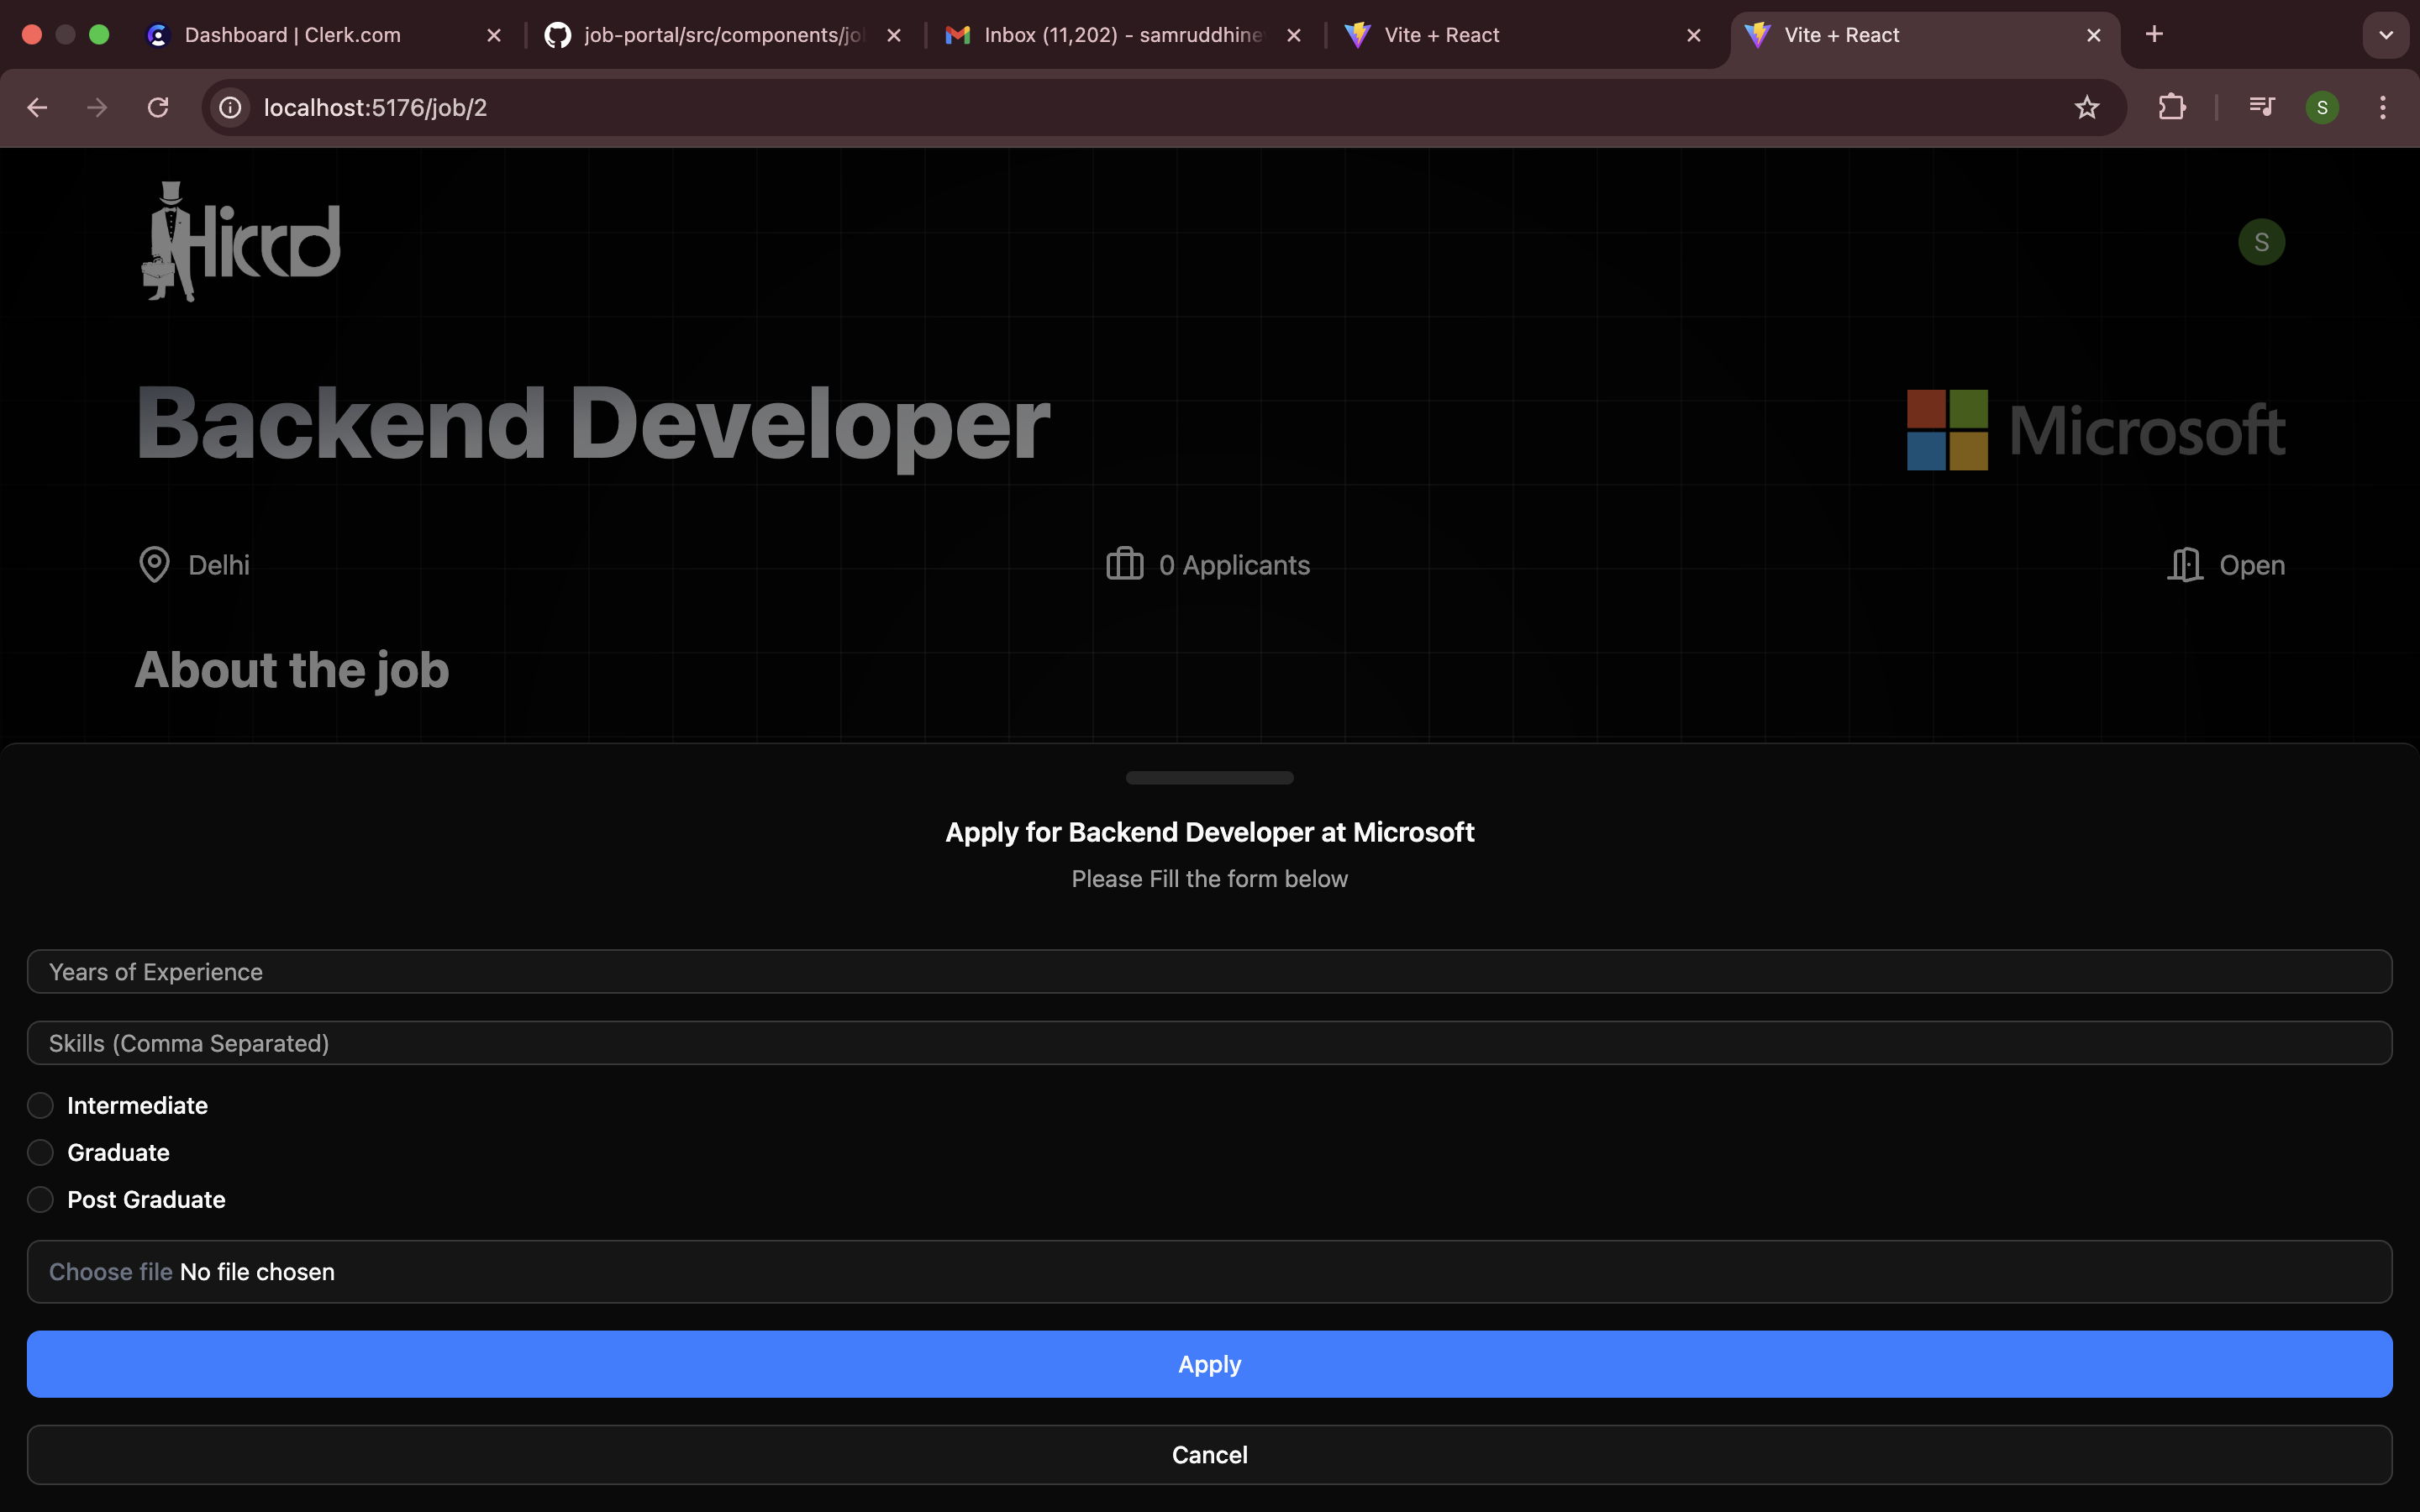 Dashboard | Clerk.com
job-portal/src/components/jo
Inbox (11,202) - samruddhine
Vite + React
Vite + React
localhost:5176/job/2
S
Hirrd
S
Backend Developer
Microsoft
Delhi
0 Applicants
Open
About the job
Apply for Backend Developer at Microsoft
Please Fill the form below
Years of Experience
Skills (Comma Separated)
Intermediate
Graduate
Post Graduate
Choose file No file chosen
Apply
Cancel